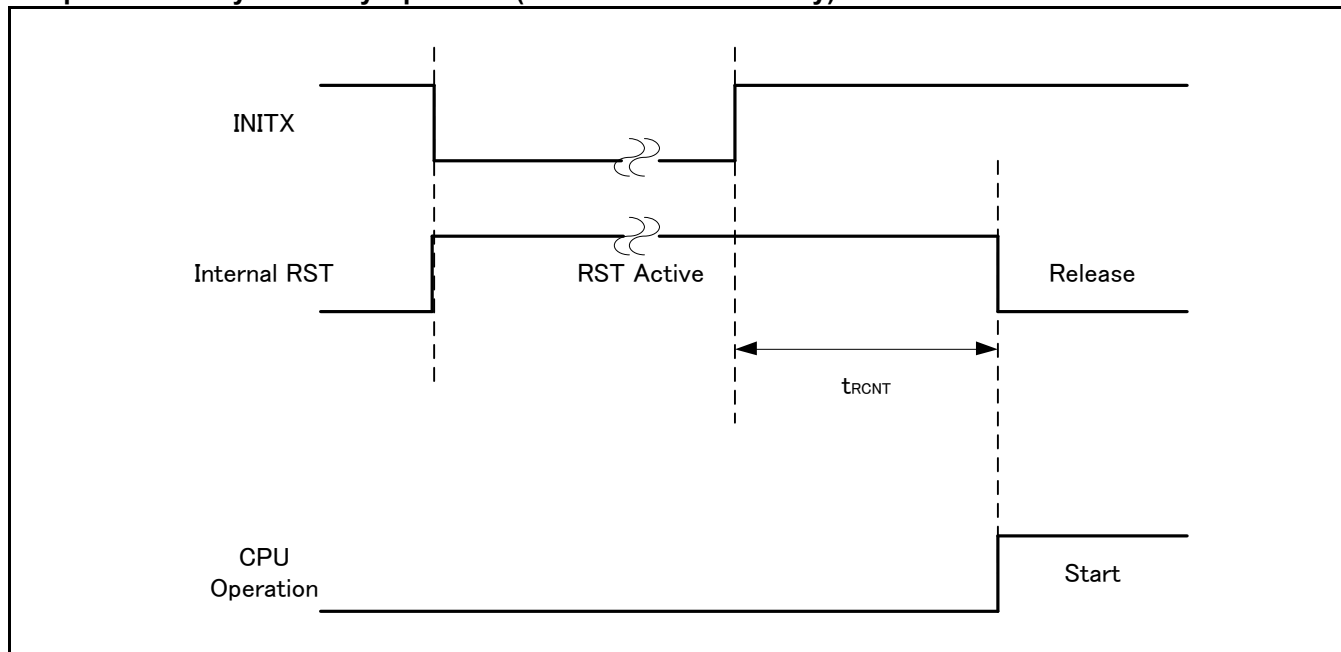 INITX
Internal RST
RST Active
Release
tRCNT
CPU
Operation
Start